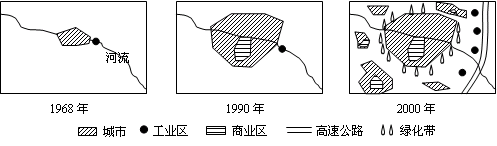 河流
1968 年
1990 年
2000 年
城市 工业区 商业区 高速公路 绿化带